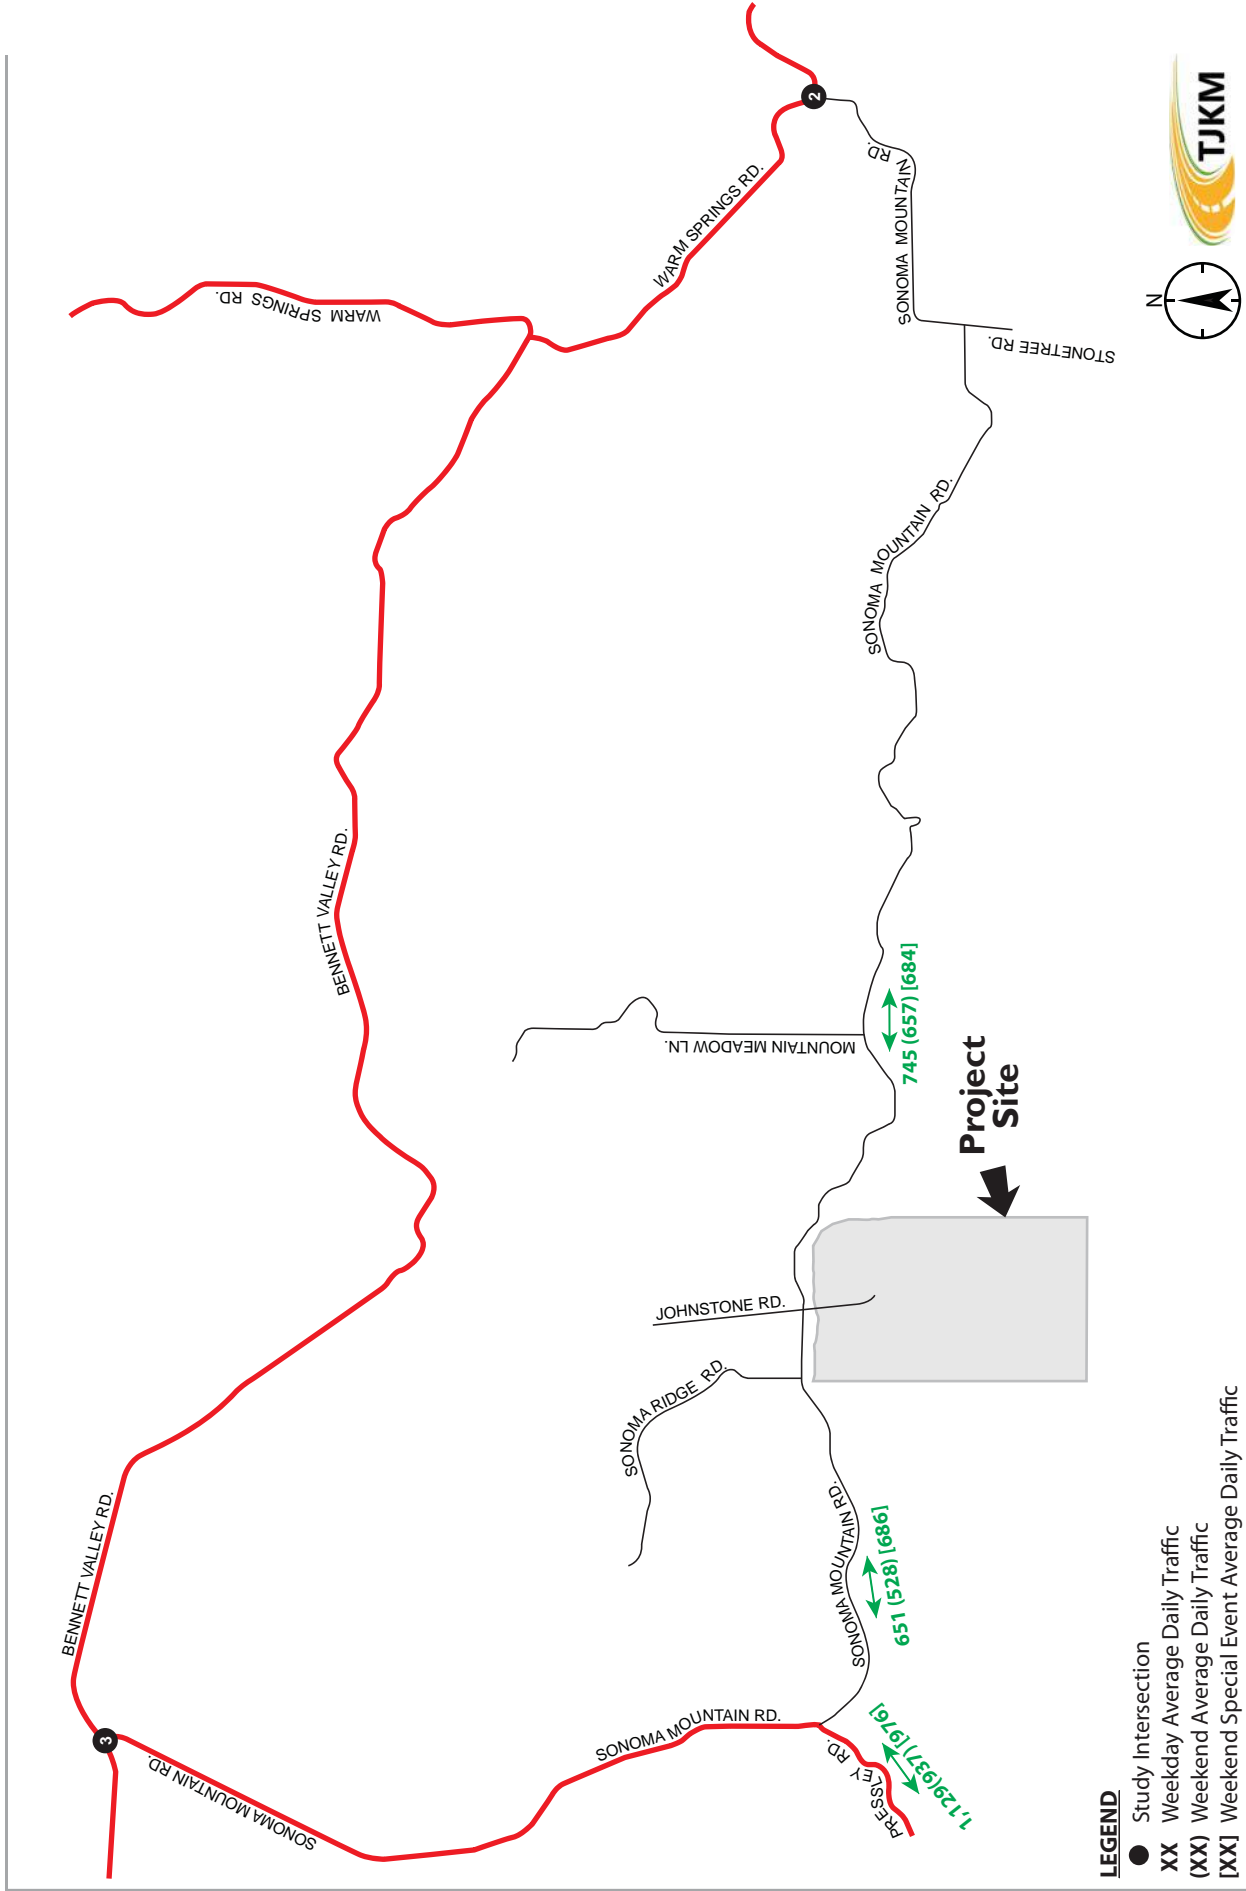 BENNETT VALLEY RD.
3
SONOMA MOUNTAIN RD.
WARM SPRINGS RD.
BENNETT VALLEY RD.
WARM SPRINGS RD.
2
SONOMA MOUNTAIN RD.
SONOMA RIDGE RD.
JOHNSTONE RD.
MOUNTAIN MEADOW LN.
SONOMA MOUNTAIN RD.
PRESSLEY RD.
1,129(937)[976]
SONOMA MOUNTAIN RD.
651 (528) [686]
745 (657) [684]
SONOMA MOUNTAIN RD.
SONOMA MOUNTAIN RD.
STONETREE RD.
Project
Site
LEGEND
Study Intersection
XX Weekday Average Daily Traffic
(XX) Weekend Average Daily Traffic
[XX] Weekend Special Event Average Daily Traffic
N
TJKM